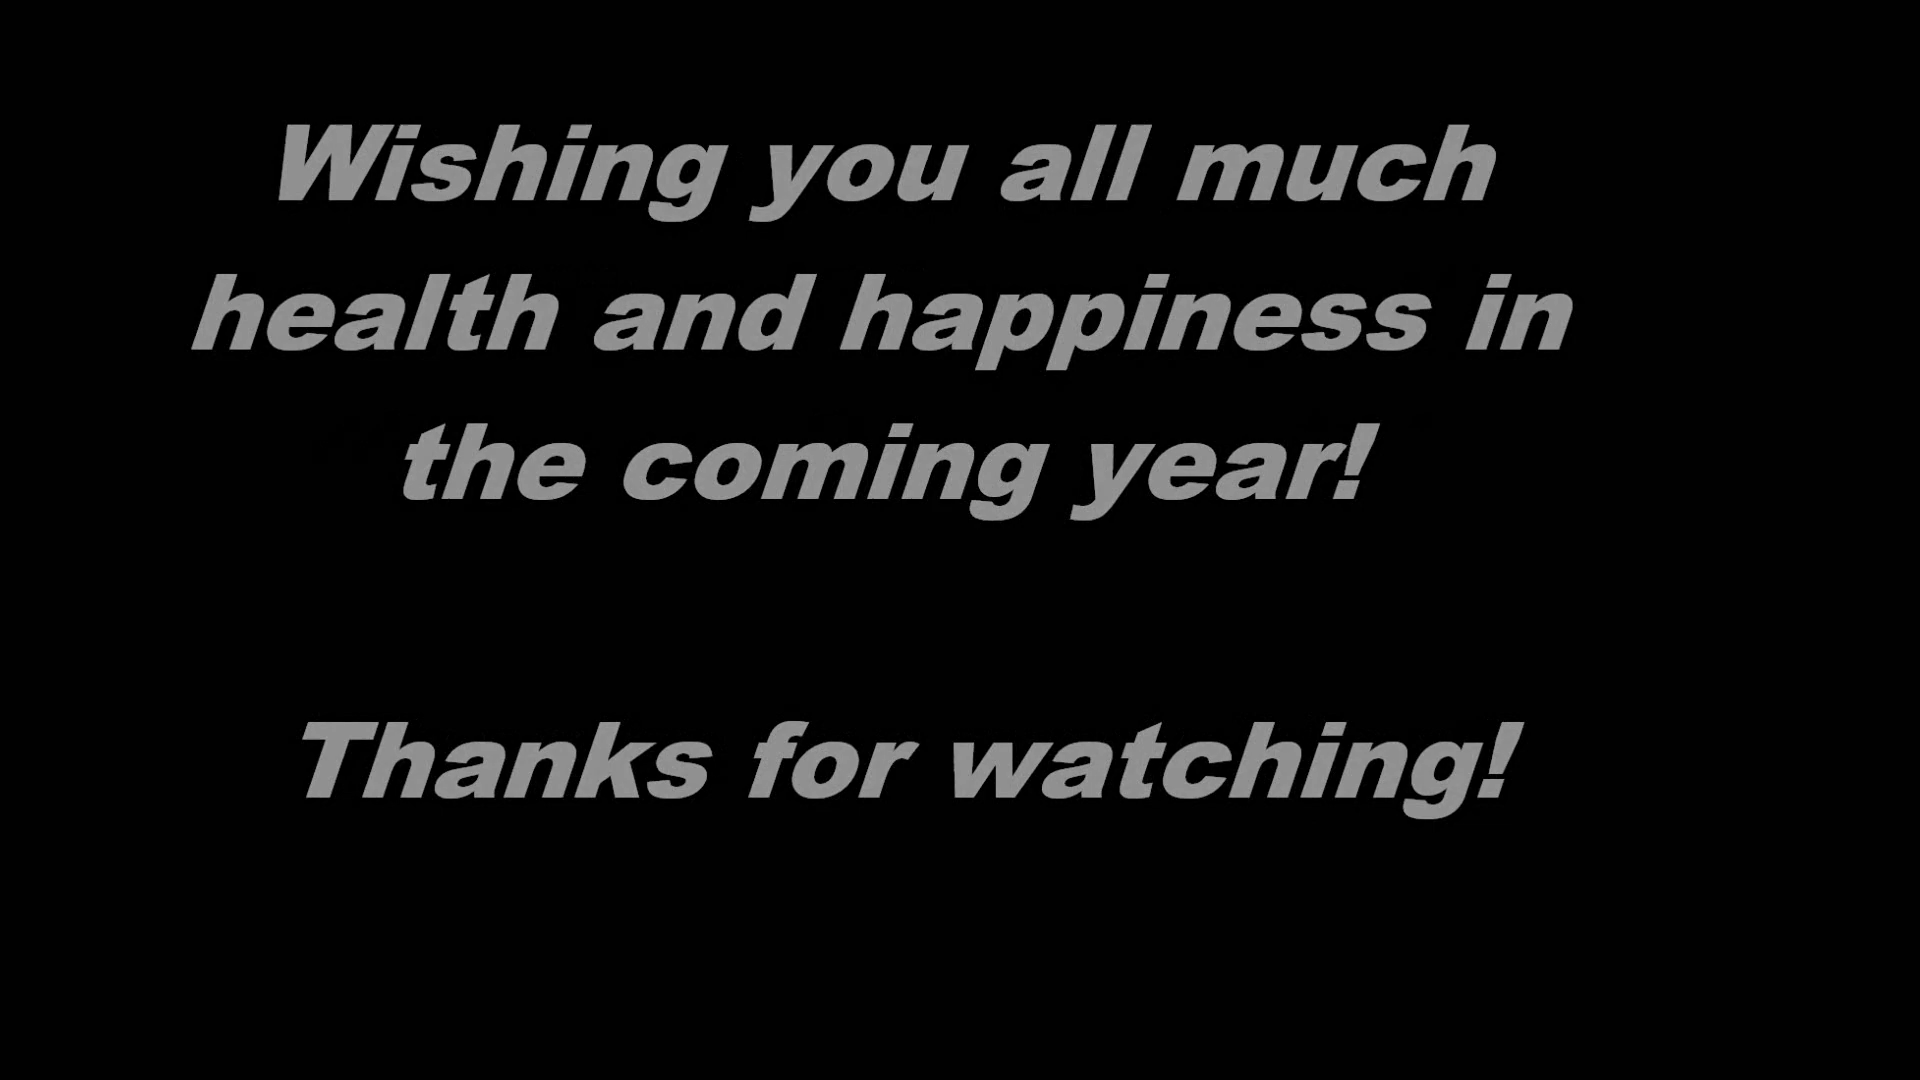 Wishing you all much
health and happiness in
the coming year!
Thanks for watching!